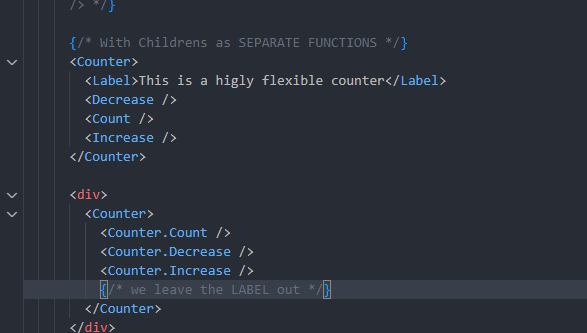 /> */}
{/* With Childrens as SEPARATE FUNCTIONS */}
<Counter>
<Label>This is a higly flexible counter</Label>
<Decrease />
<Count />
<Increase />
</Counter>
<div>
<Counter>
<Counter.Count />
<Counter.Decrease />
<Counter.Increase />
{/* we leave the LABEL out */}
</Counter>
</div>